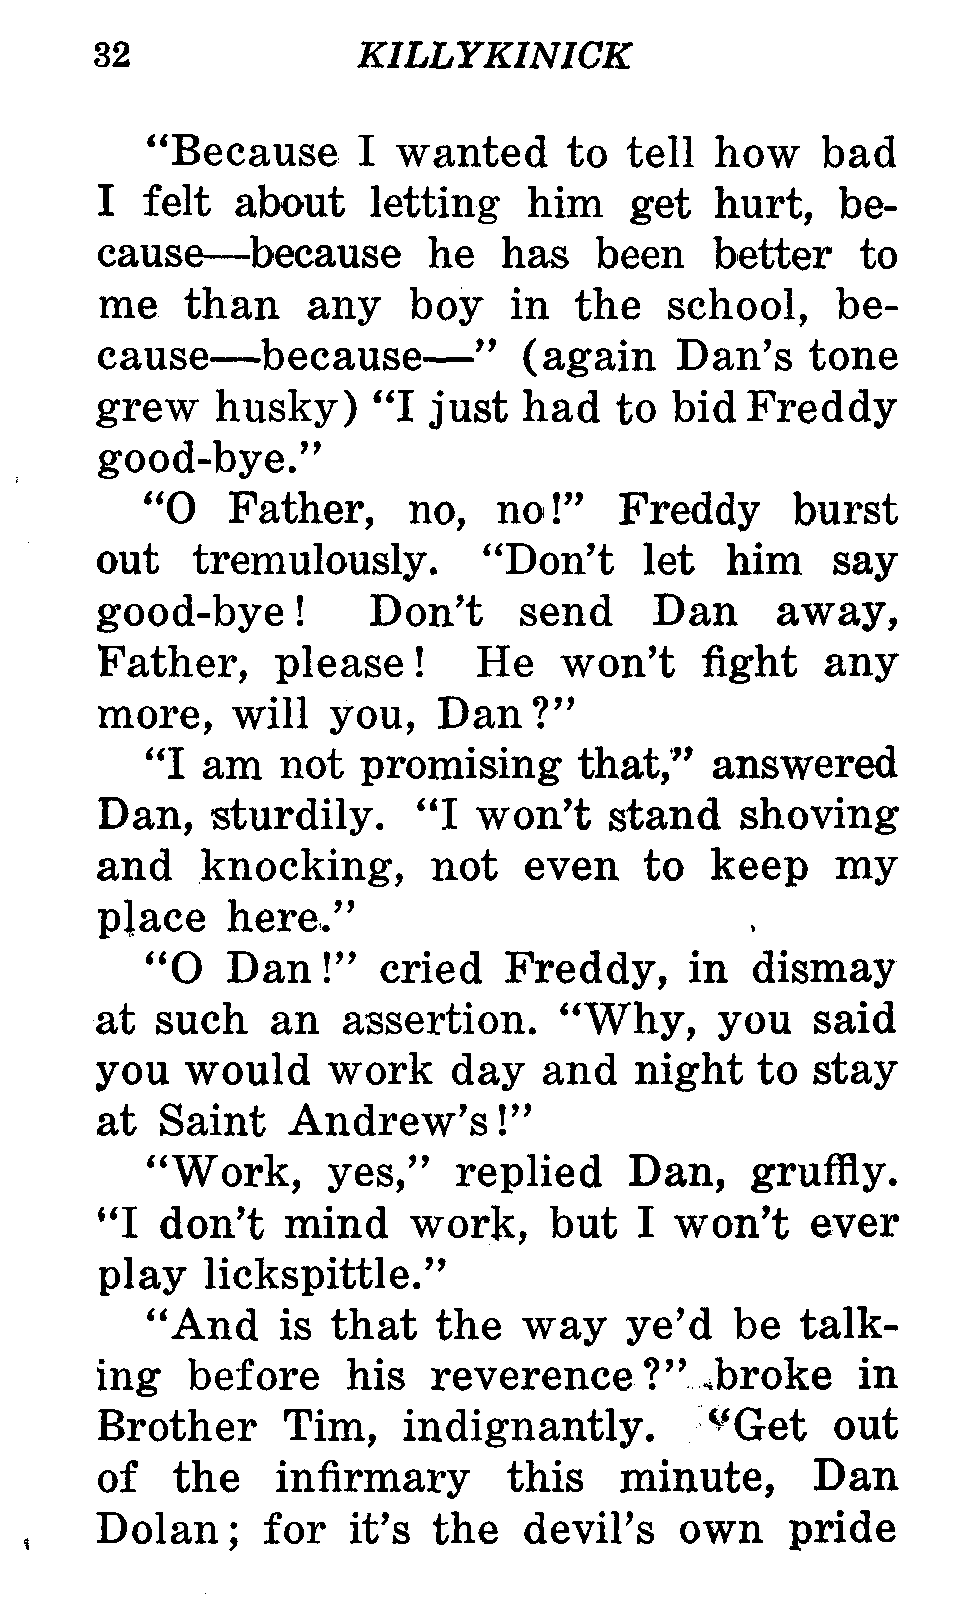 32 KILLYKINICK
"Because I wanted to tell how bad
I felt about letting him get hurt, be-
cause—because he has been better to
me than any boy in the school, be-
cause—because—" (again Dan's tone
grew husky) "I just had to bid Freddy
good-bye."
"O Father, no, no!" Freddy burst
out tremulously. "Don't let him say
good-bye! Don't send Dan away,
Father, please! He won't fight any
more, will you, Dan?"
"I am not promising that," answered
Dan, sturdily. "I won't stand shoving
and knocking, not even to keep my
place here."
"O Dan!" cried Freddy, in dismay
at such an assertion. "Why, you said
you would work day and night to stay
at Saint Andrew's!"
"Work, yes," replied Dan, gruffly.
"I don't mind work, but I won't ever
play lickspittle."
"And is that the way ye'd be talk-
ing before his reverence?" broke in
Brother Tim, indignantly. "Get out
of the infirmary this minute, Dan
Dolan; for it's the devil's own pride